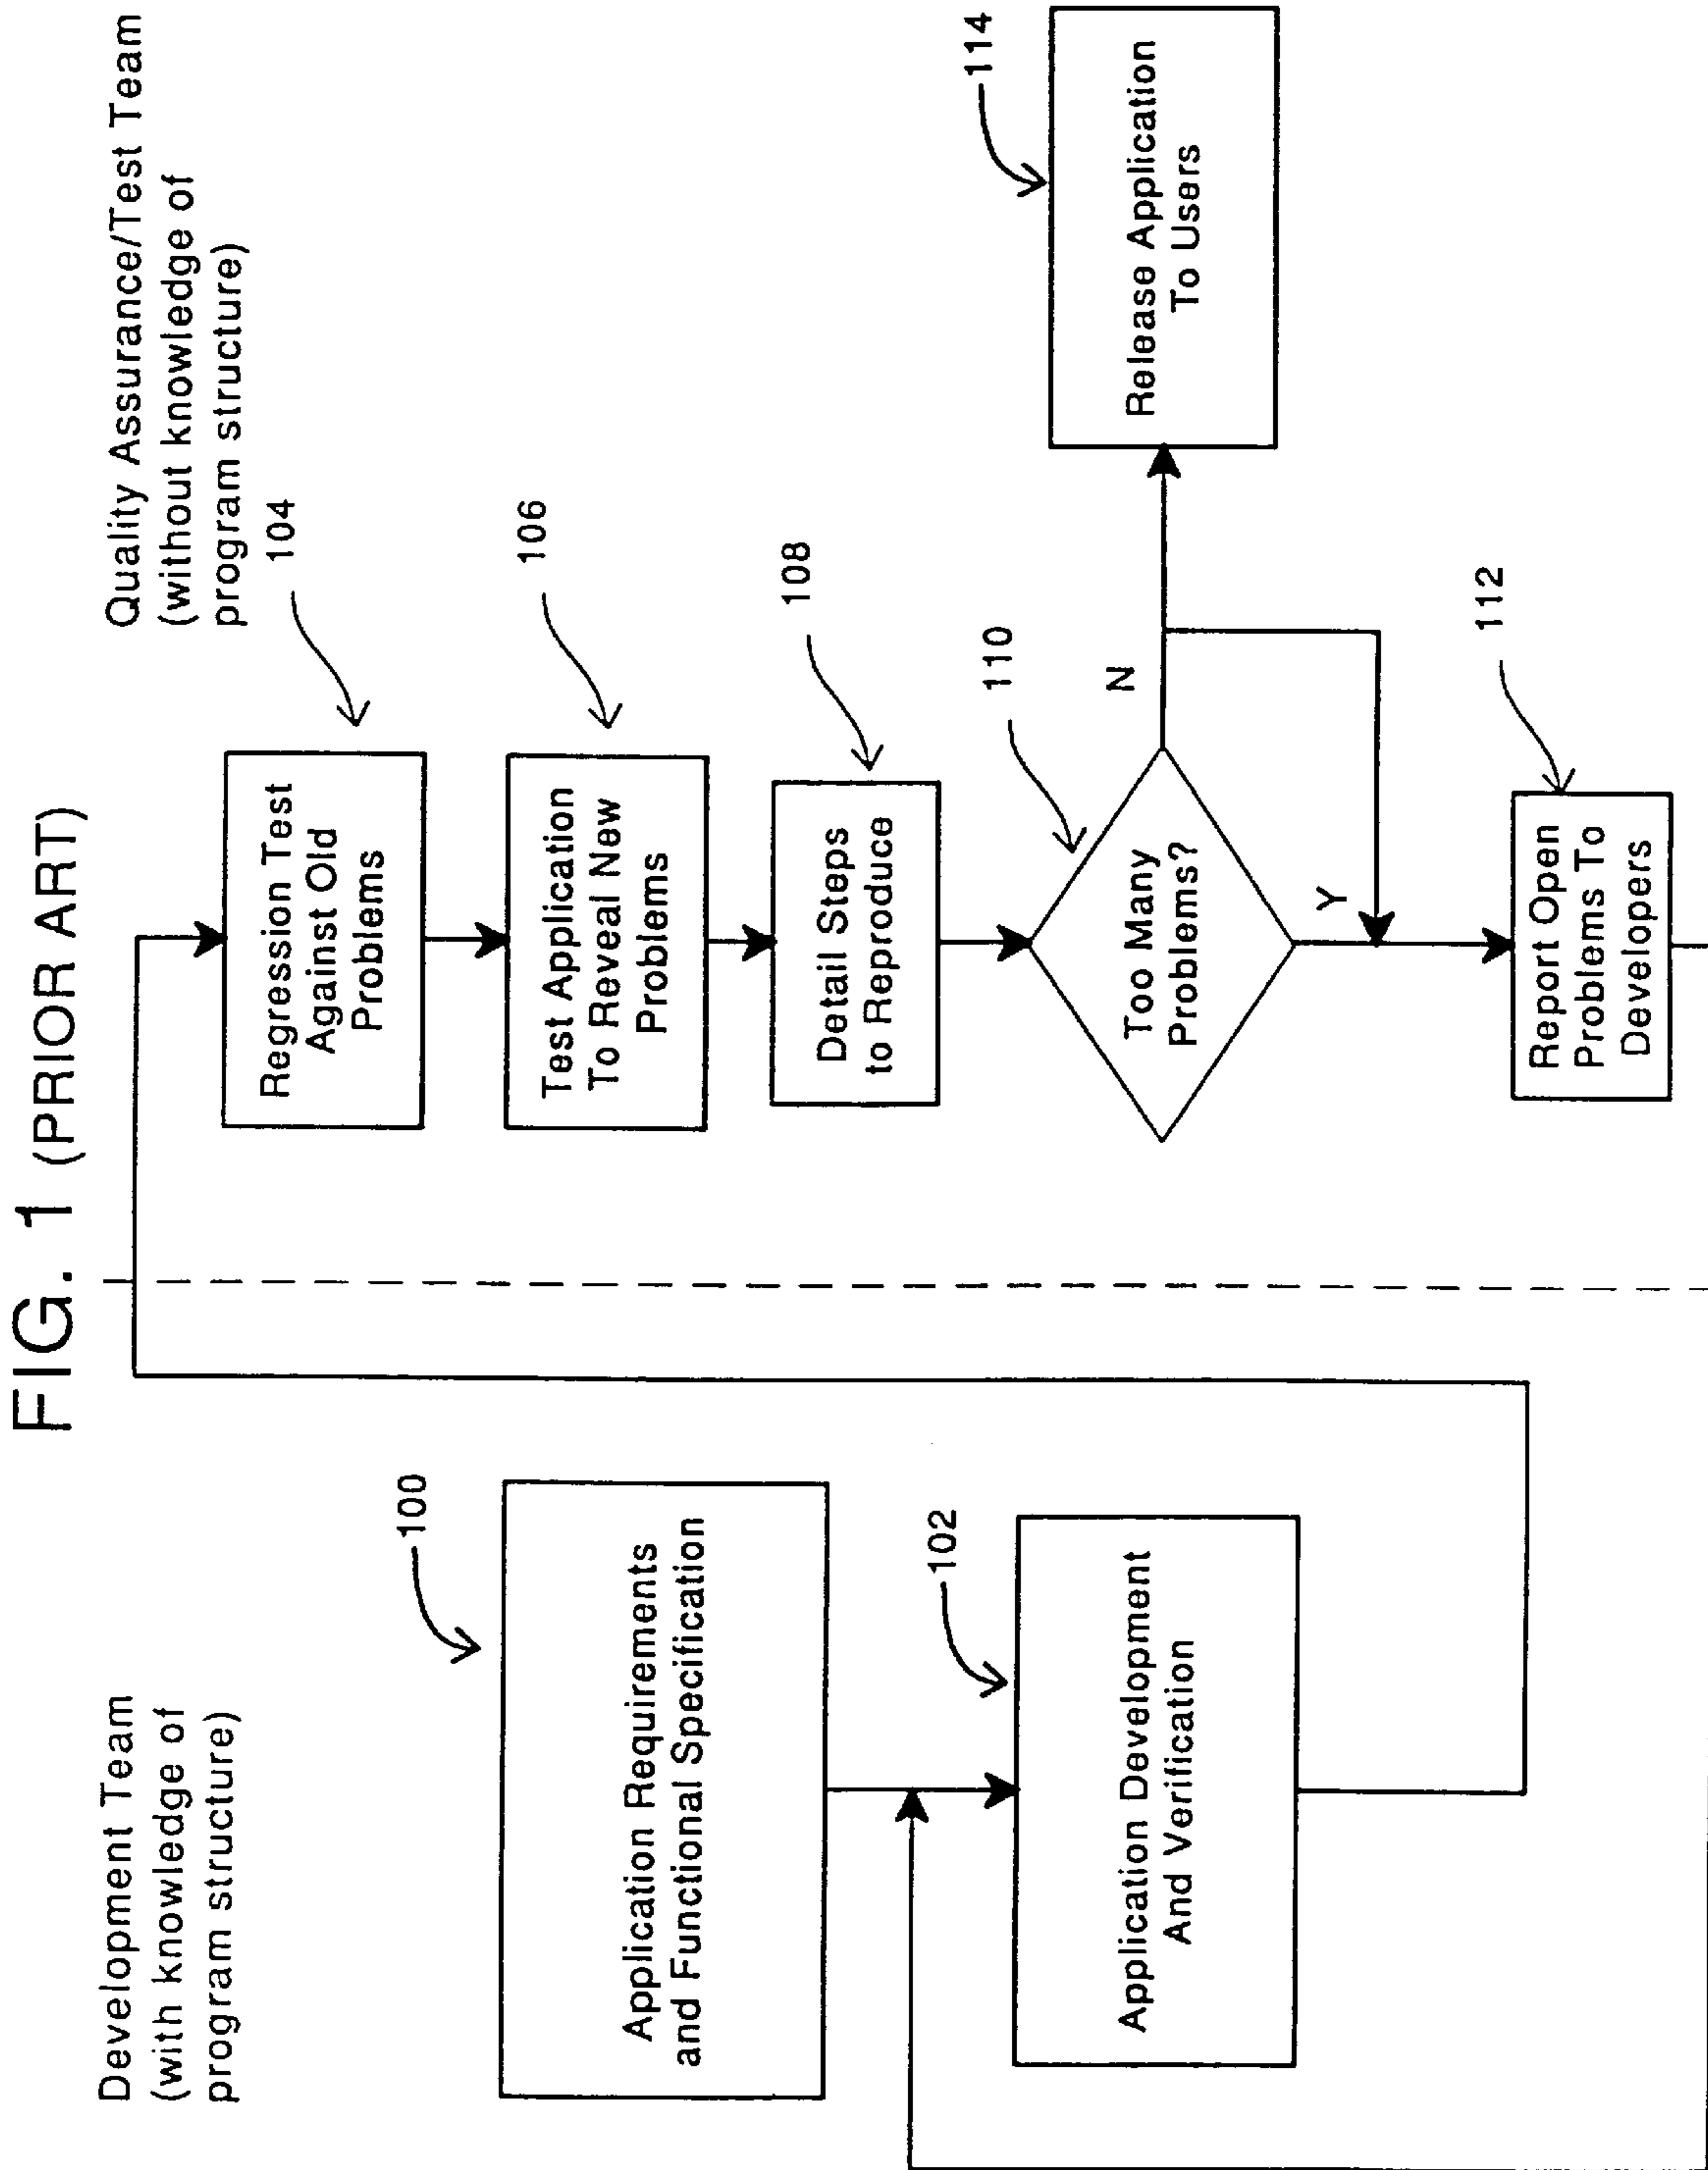 FIG. 1 (PRIOR ART)
Development Team
(with knowledge of
program structure)
100
Application Requirements
and Functional Specification
102
Application Development
And Verification
Quality Assurance/Test Team
(without knowledge of
program structure)
104
Regression Test
Against Old
Problems
106
Test Application
To Reveal New
Problems
108
Detail Steps
to Reproduce
110
Too Many
Problems?
N
Y
114
Release Application
To Users
112
Report Open
Problems To
Developers